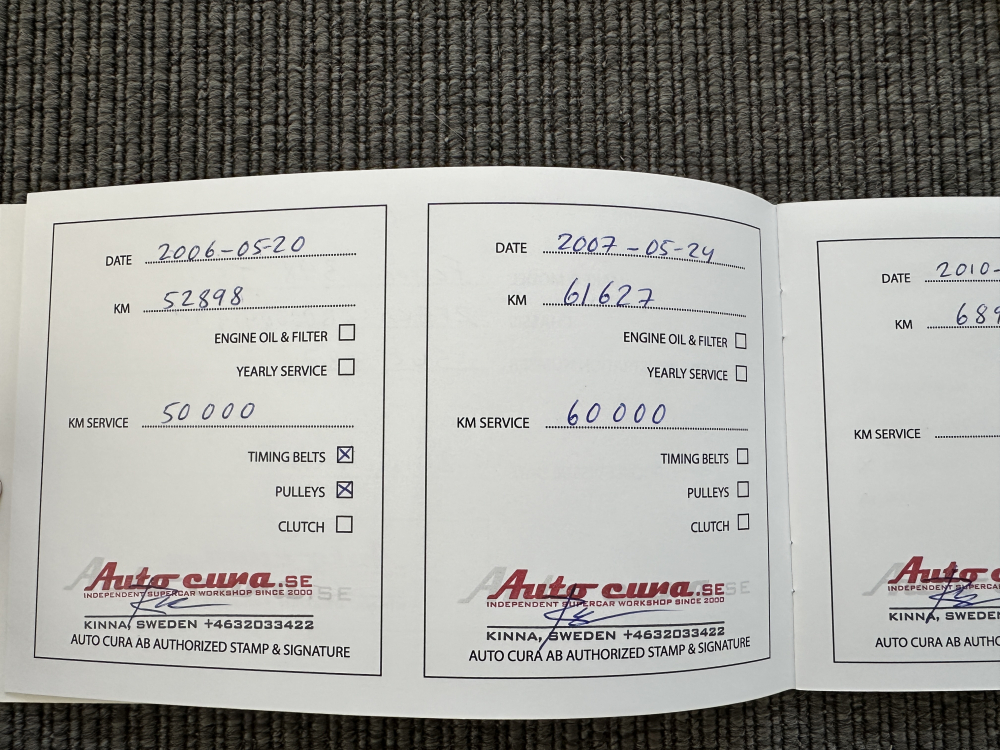 DATE 2006-05-20
KM 52898
ENGINE OIL & FILTER
YEARLY SERVICE
KM SERVICE 50 000
TIMING BELTS
PULLEYS
CLUTCH
Auto cura.SE
INDEPENDENT SUPERCAR WORKSHOP SINCE 2000
KINNA, SWEDEN +4632033422
AUTO CURA AB AUTHORIZED STAMP & SIGNATURE
DATE 2007-05-24
KM 61627
ENGINE OIL & FILTER
YEARLY SERVICE
KM SERVICE 60 000
TIMING BELTS
PULLEYS
CLUTCH
Auto cura.SE
INDEPENDENT SUPERCAR WORKSHOP SINCE 2000
KINNA, SWEDEN +4632033422
AUTO CURA AB AUTHORIZED STAMP & SIGNATURE
DATE 2010-
KM 689
KM SERVICE
Auto c
INDEPENDENT
KINNA, SWEDEN
AUTO CURA AB AUTHO